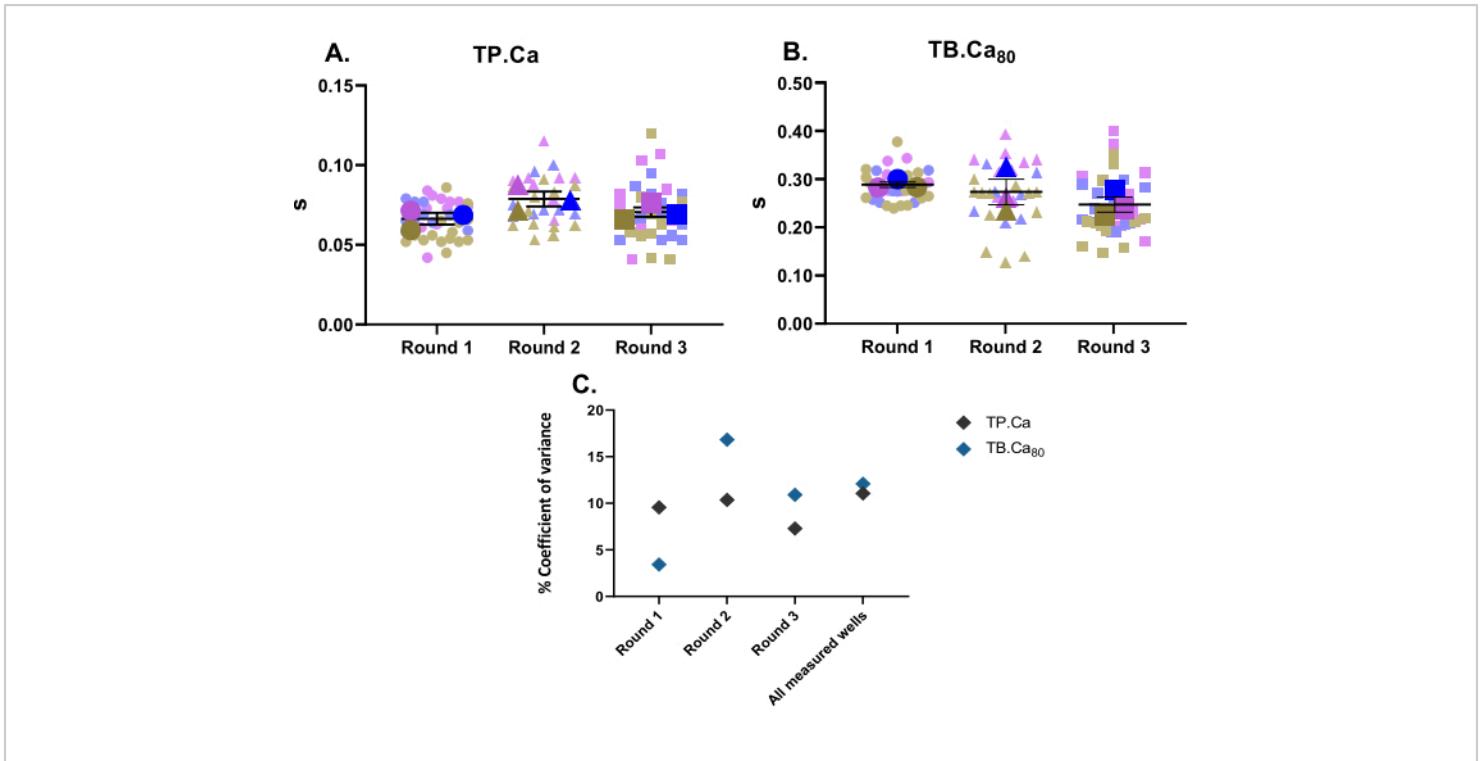 A.
TP.Ca
s
0.15
0.10
0.05
0.00
Round 1 Round 2 Round 3
B.
TB.Ca80
s
0.50
0.40
0.30
0.20
0.10
0.00
Round 1 Round 2 Round 3
C.
% Coefficient of variance
20
15
10
5
0
Round 1
Round 2
Round 3
All measured wells
TP.Ca
TB.Ca80